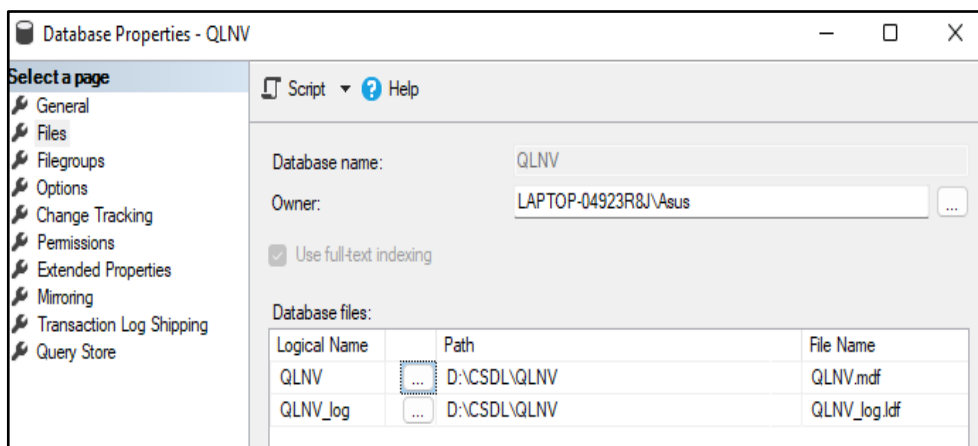 Database Properties - QLNV
Select a page
General
Files
Filegroups
Options
Change Tracking
Permissions
Extended Properties
Mirroring
Transaction Log Shipping
Query Store
Script Help
Database name: QLNV
Owner: LAPTOP-04923R8J\Asus ...
Use full-text indexing
Database files:
Logical Name Path File Name
QLNV ... D:\CSDL\QLNV QLNV.mdf
QLNV_log ... D:\CSDL\QLNV QLNV_log.ldf